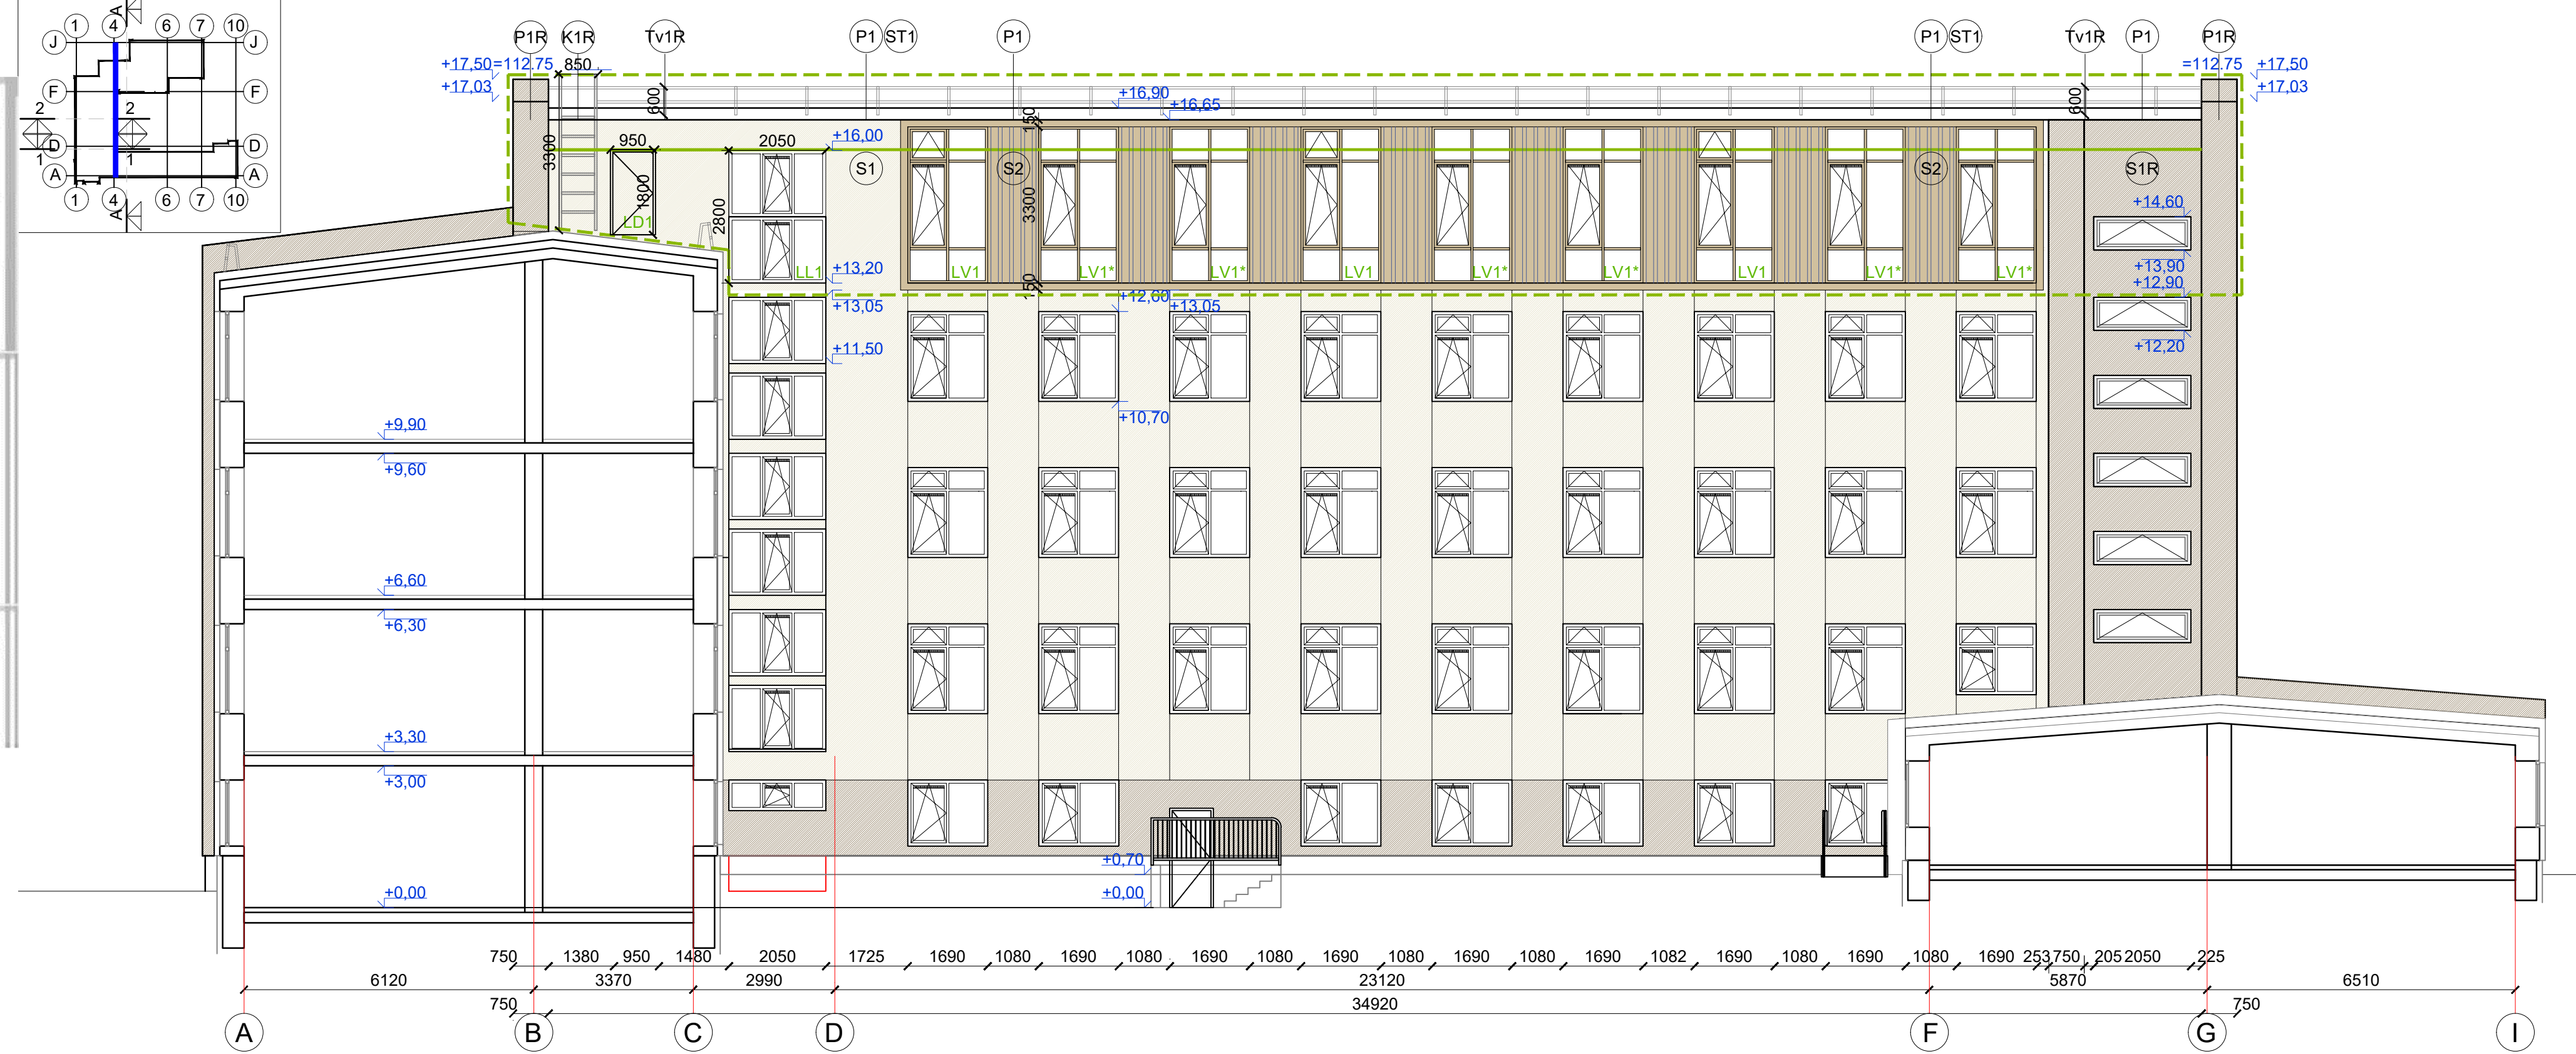 A
1 4 6 7 10
J J
F F
2 2
D D
1 1
A A
1 4 6 7 10
A
P1R K1R Tv1R P1 ST1 P1 P1 ST1 Tv1R P1 P1R
+17,50=112.75 850 =112.75 +17,50
+17,03 600 +16,90 600 +17,03
+16,65
150
950 2050 +16,00
3300 S1 S2 S2 S1R
1800
LD1 2800 3300 +14,60
LL1 +13,20 LV1 LV1* LV1* LV1 LV1* LV1* LV1 LV1* LV1* +13,90
+12,90
150
+13,05 +12,60 +13,05
+11,50 +12,20
+10,70
+9,90
+9,60
+6,60
+6,30
+3,30
+3,00
+0,70
+0,00 +0,00
750 1380 950 1480 2050 1725 1690 1080 1690 1080 1690 1080 1690 1080 1690 1080 1690 1082 1690 1080 1690 1080 1690 253 750 205 2050 225
6120 3370 2990 23120 5870 6510
750 34920 750
A B C D F G I